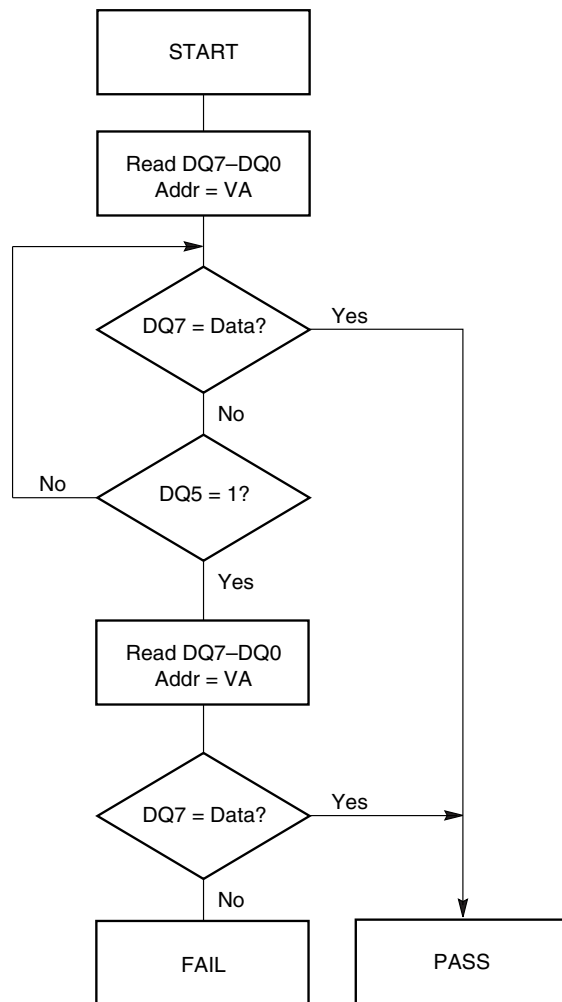 START
Read DQ7–DQ0
Addr = VA
DQ7 = Data?
Yes
No
No
DQ5 = 1?
Yes
Read DQ7–DQ0
Addr = VA
DQ7 = Data?
Yes
No
FAIL
PASS